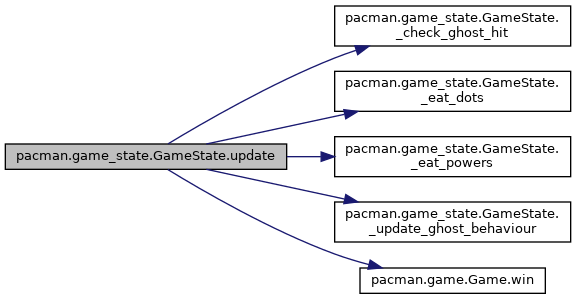 pacman.game_state.GameState.
_check_ghost_hit
pacman.game_state.GameState.
_eat_dots
pacman.game_state.GameState.update
pacman.game_state.GameState.
_eat_powers
pacman.game_state.GameState.
_update_ghost_behaviour
pacman.game.Game.win